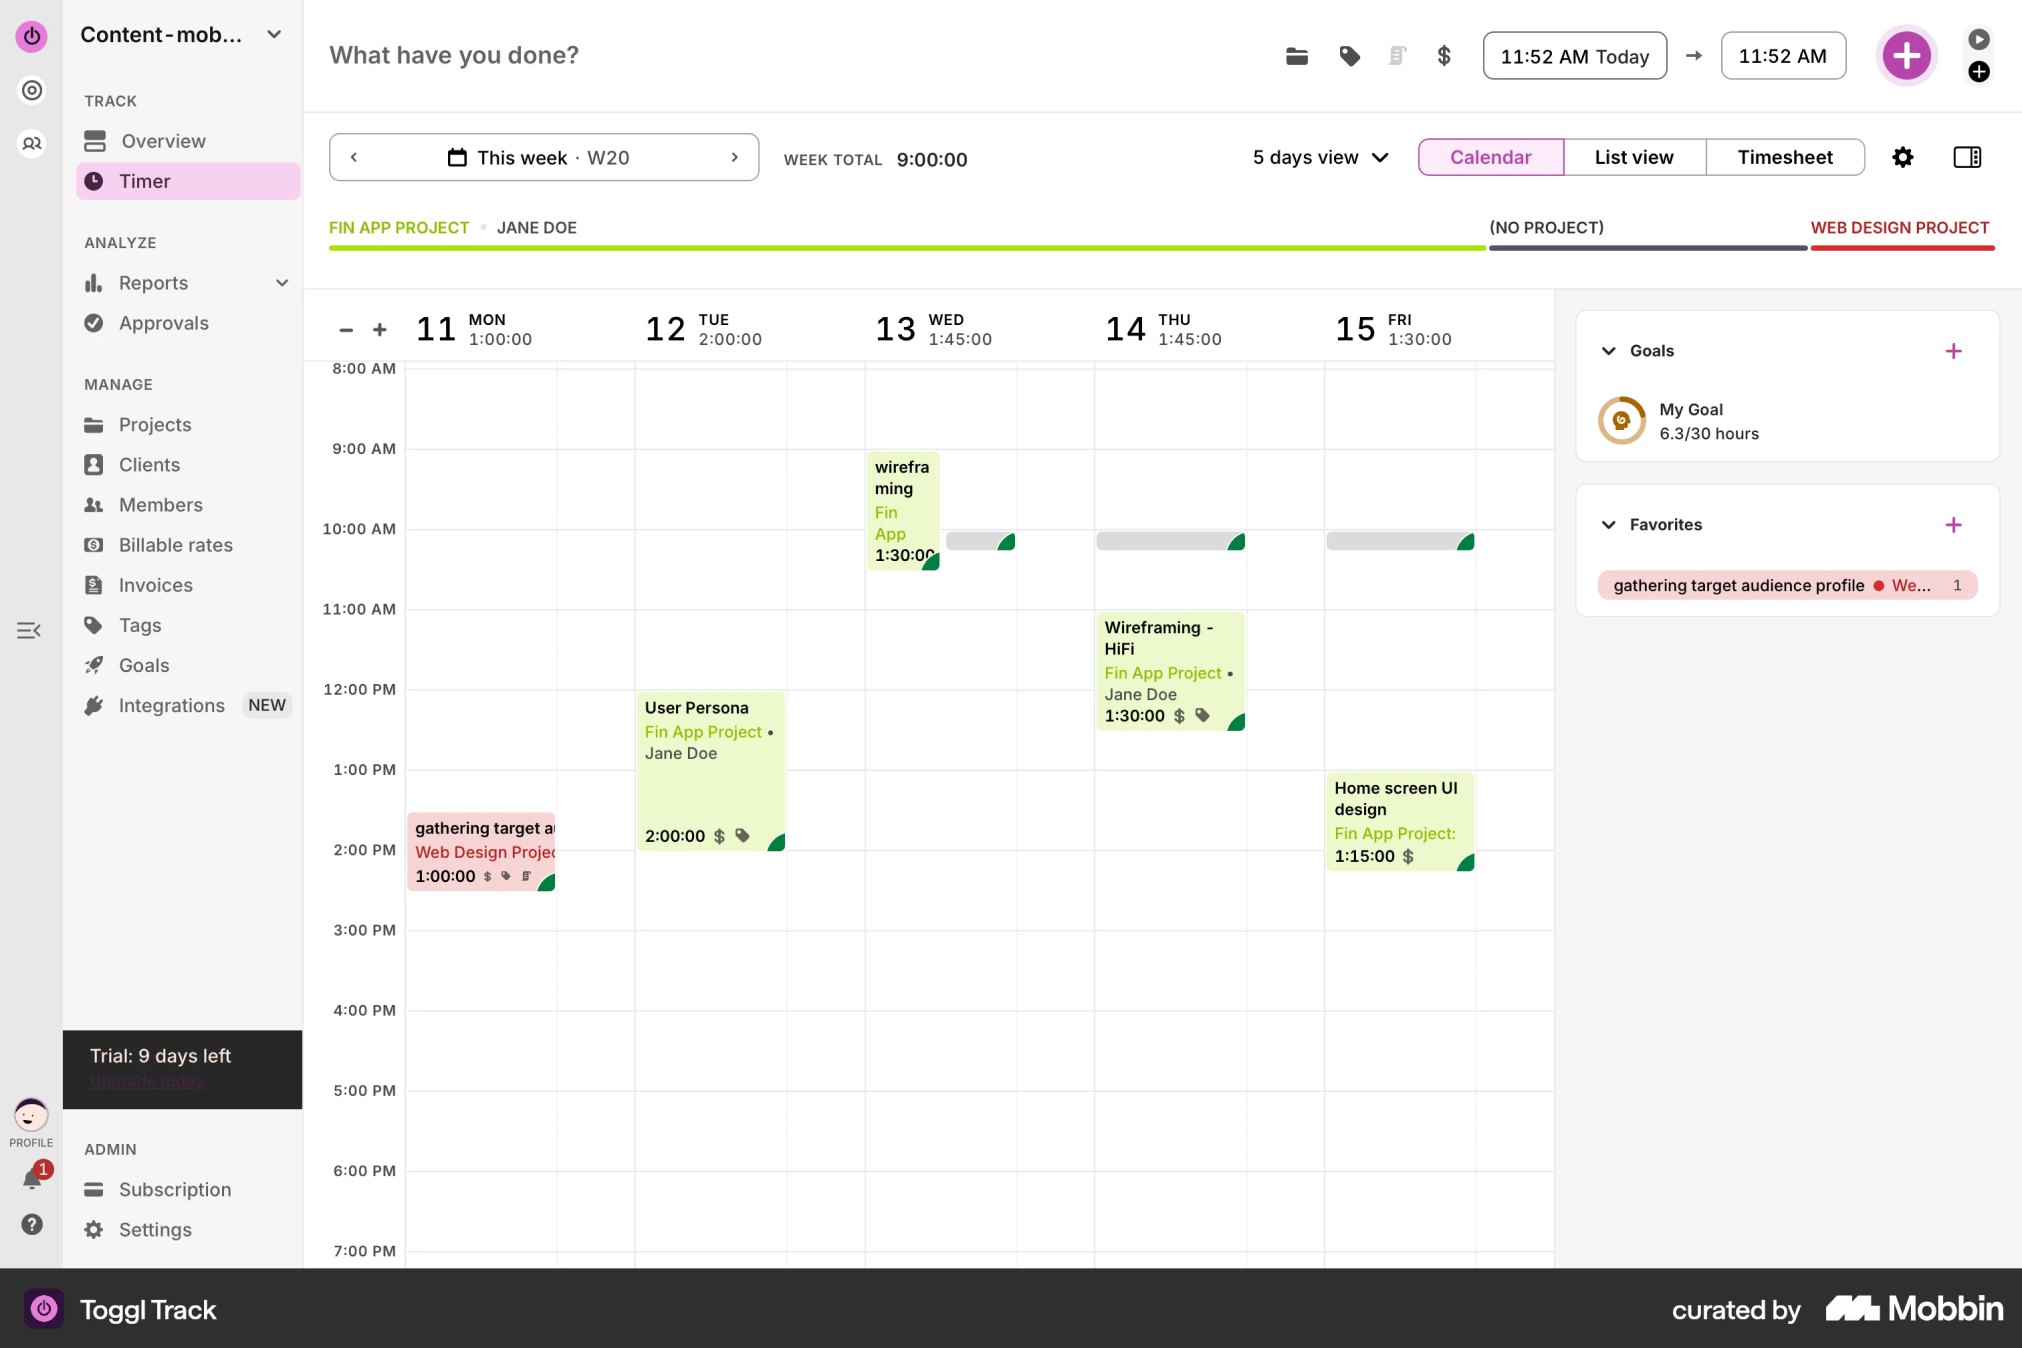 Content-mob...
TRACK
Overview
Timer
ANALYZE
Reports
Approvals
MANAGE
Projects
Clients
Members
Billable rates
Invoices
Tags
Goals
Integrations NEW
Trial: 9 days left
Upgrade today
PROFILE
1
ADMIN
Subscription
Settings
What have you done?
$
11:52 AM Today → 11:52 AM
This week · W20
WEEK TOTAL 9:00:00
5 days view
Calendar List view Timesheet
FIN APP PROJECT • JANE DOE
(NO PROJECT)
WEB DESIGN PROJECT
11 MON 1:00:00
12 TUE 2:00:00
13 WED 1:45:00
14 THU 1:45:00
15 FRI 1:30:00
8:00 AM
9:00 AM
10:00 AM
11:00 AM
12:00 PM
1:00 PM
2:00 PM
3:00 PM
4:00 PM
5:00 PM
6:00 PM
7:00 PM
gathering target au
Web Design Projec
1:00:00 $
User Persona
Fin App Project •
Jane Doe
2:00:00 $
wirefra
ming
Fin
App
1:30:00
Wireframing -
HiFi
Fin App Project •
Jane Doe
1:30:00 $
Home screen UI
design
Fin App Project:
1:15:00 $
Goals
My Goal
6.3/30 hours
Favorites
gathering target audience profile • We... 1
Toggl Track
curated by Mobbin